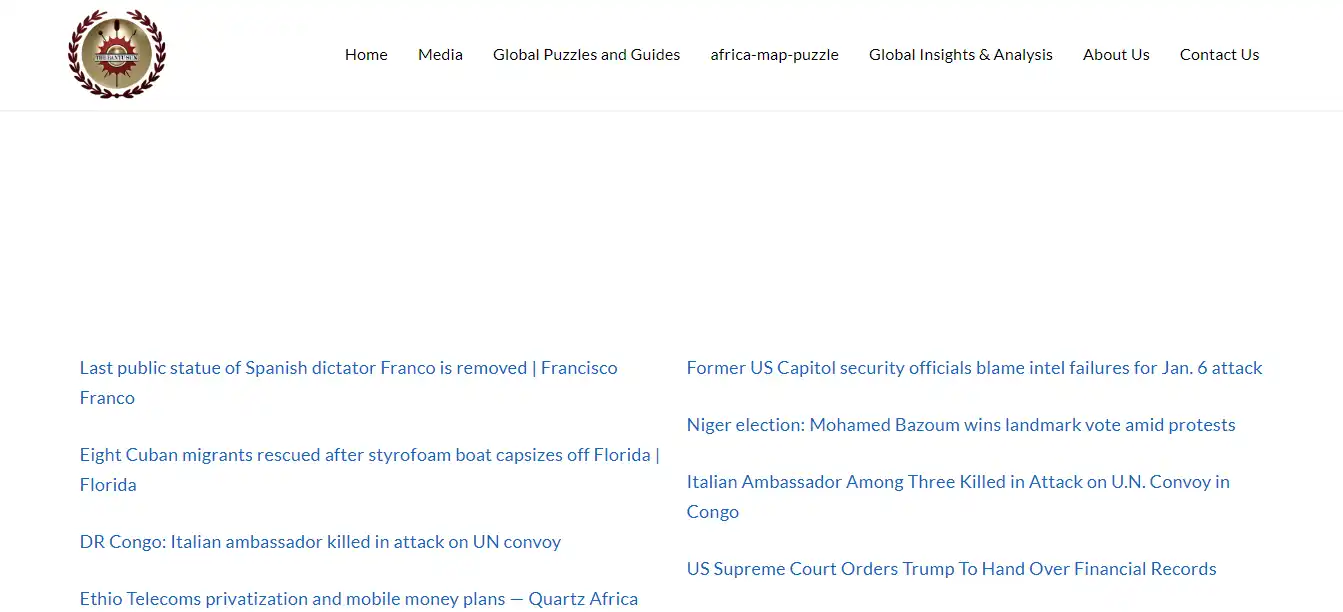 THE BANTU SUN
Home Media Global Puzzles and Guides africa-map-puzzle Global Insights & Analysis About Us Contact Us
Last public statue of Spanish dictator Franco is removed | Francisco
Franco
Eight Cuban migrants rescued after styrofoam boat capsizes off Florida |
Florida
DR Congo: Italian ambassador killed in attack on UN convoy
Ethio Telecoms privatization and mobile money plans — Quartz Africa
Former US Capitol security officials blame intel failures for Jan. 6 attack
Niger election: Mohamed Bazoum wins landmark vote amid protests
Italian Ambassador Among Three Killed in Attack on U.N. Convoy in
Congo
US Supreme Court Orders Trump To Hand Over Financial Records